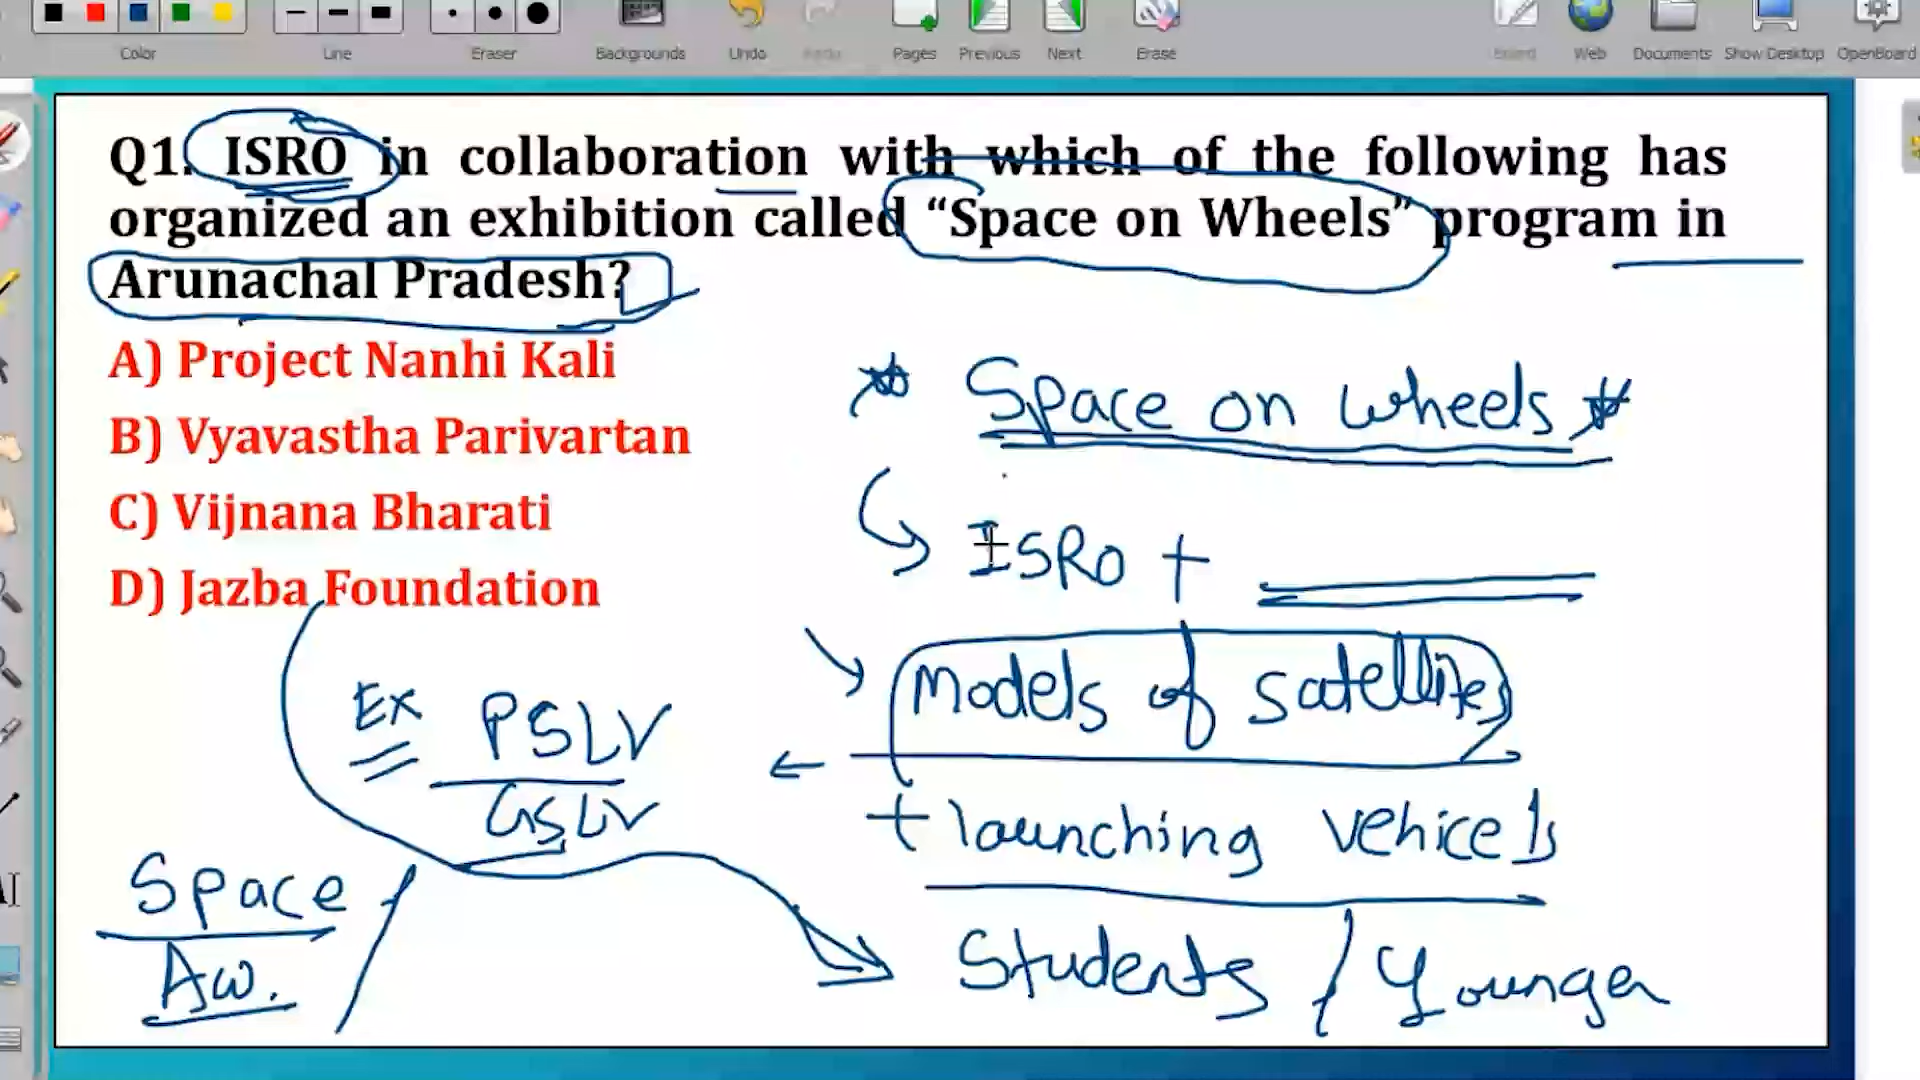 Color
Line
Eraser
Backgrounds
Undo
Redo
Pages
Previous
Next
Erase
Board
Web
Documents
Show Desktop
OpenBoard
Q1. ISRO in collaboration with which of the following has
organized an exhibition called “Space on Wheels” program in
Arunachal Pradesh?
A) Project Nanhi Kali
B) Vyavastha Parivartan
C) Vijnana Bharati
D) Jazba Foundation
Space on wheels
ISRO +
Models of satellites
+ launching vehicels
Students / Younger
Ex PSLV
GSLV
Space
Aw.